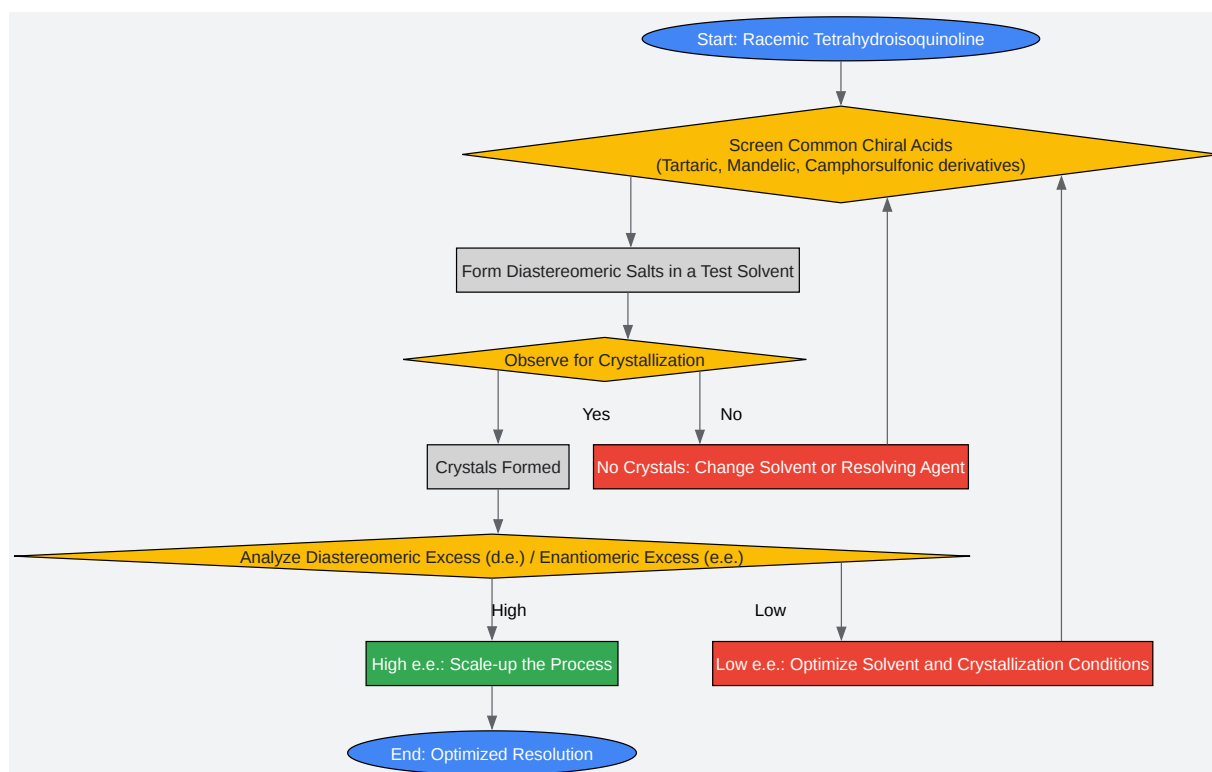 Start: Racemic Tetrahydroisoquinoline
Screen Common Chiral Acids
(Tartaric, Mandelic, Camphorsulfonic derivatives)
Form Diastereomeric Salts in a Test Solvent
Observe for Crystallization
Yes
No
Crystals Formed
No Crystals: Change Solvent or Resolving Agent
Analyze Diastereomeric Excess (d.e.) / Enantiomeric Excess (e.e.)
High
Low
High e.e.: Scale-up the Process
Low e.e.: Optimize Solvent and Crystallization Conditions
End: Optimized Resolution